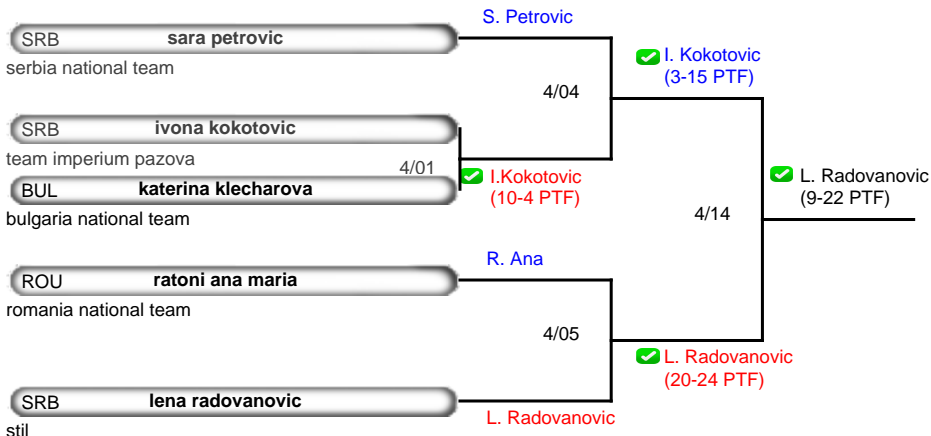 S. Petrovic
SRB sara petrovic
serbia national team
I. Kokotovic
(3-15 PTF)
4/04
SRB ivona kokotovic
team imperium pazova
4/01
I.Kokotovic
(10-4 PTF)
BUL katerina klecharova
bulgaria national team
L. Radovanovic
(9-22 PTF)
4/14
R. Ana
ROU ratoni ana maria
romania national team
4/05
L. Radovanovic
(20-24 PTF)
SRB lena radovanovic
L. Radovanovic
stil